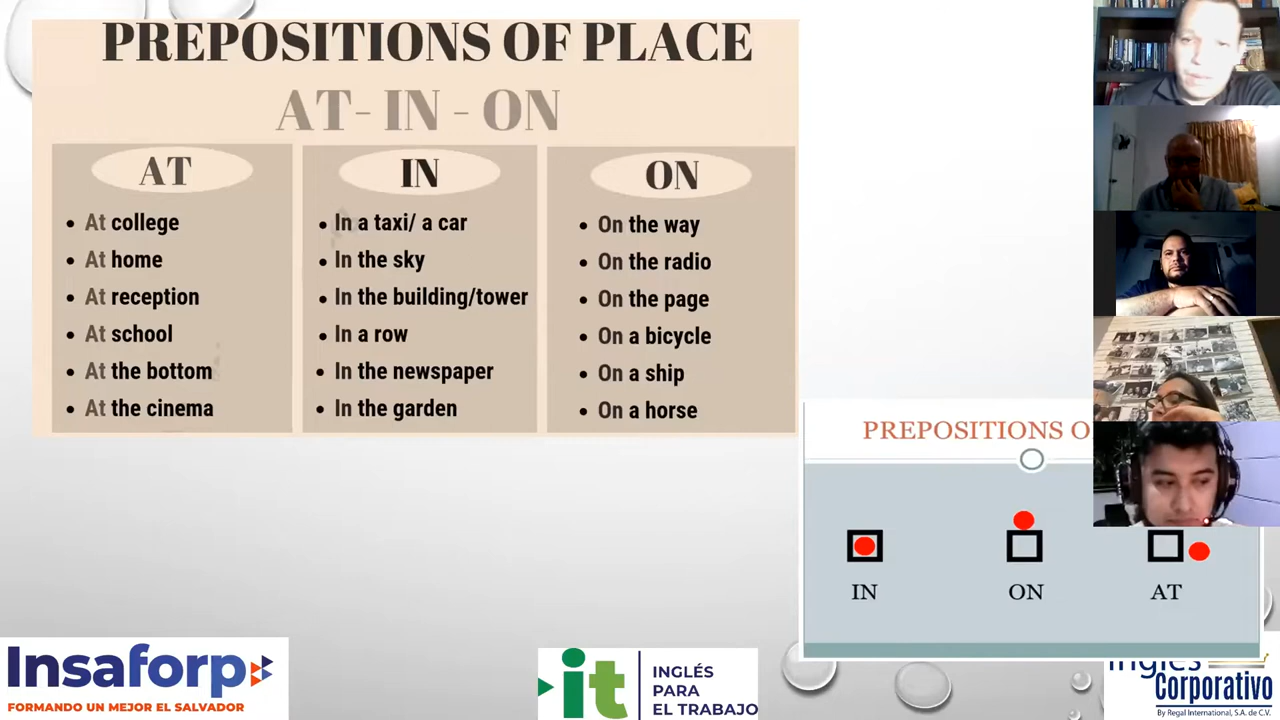 PREPOSITIONS OF PLACE
AT- IN - ON
AT
At college
At home
At reception
At school
At the bottom
At the cinema
IN
In a taxi/ a car
In the sky
In the building/tower
In a row
In the newspaper
In the garden
ON
On the way
On the radio
On the page
On a bicycle
On a ship
On a horse
PREPOSITIONS O
IN
ON
AT
Insaforp
FORMANDO UN MEJOR EL SALVADOR
it
INGLÉS
PARA
EL TRABAJO
Inglés
Corporativo
By Regal International, S.A. de C.V.